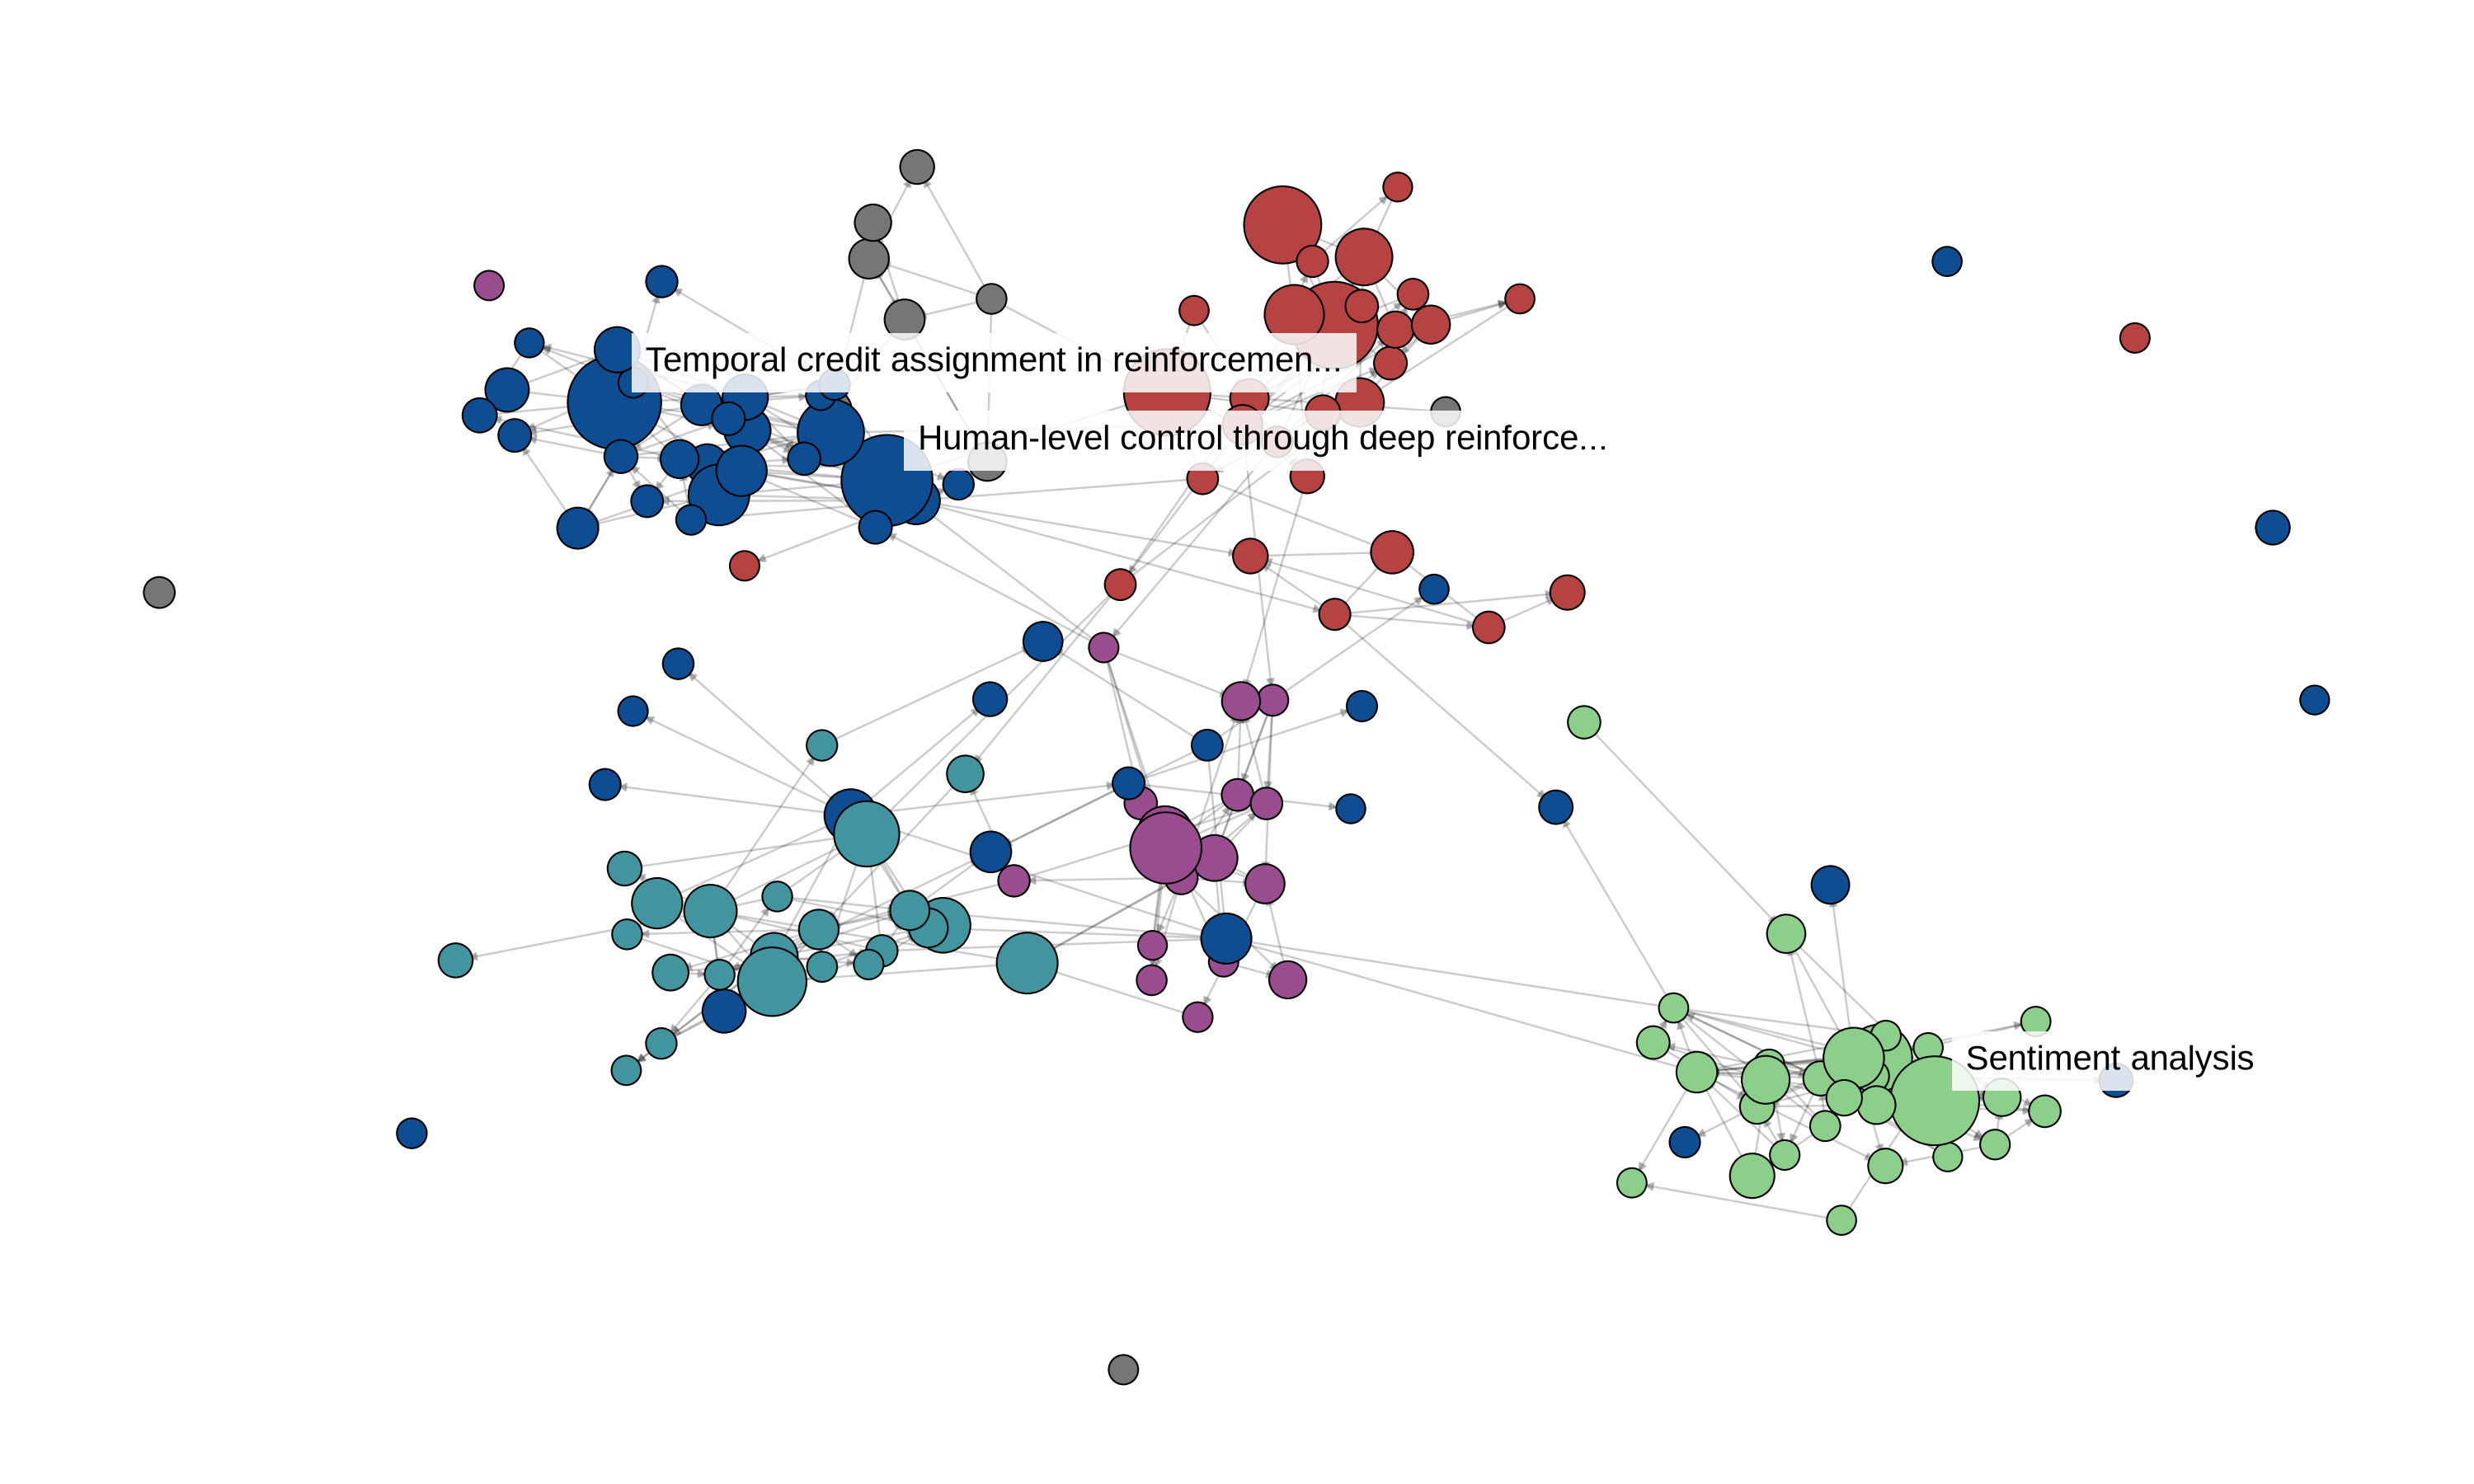 Temporal credit assignment in reinforcemen...
Human-level control through deep reinforce...
Sentiment analysis